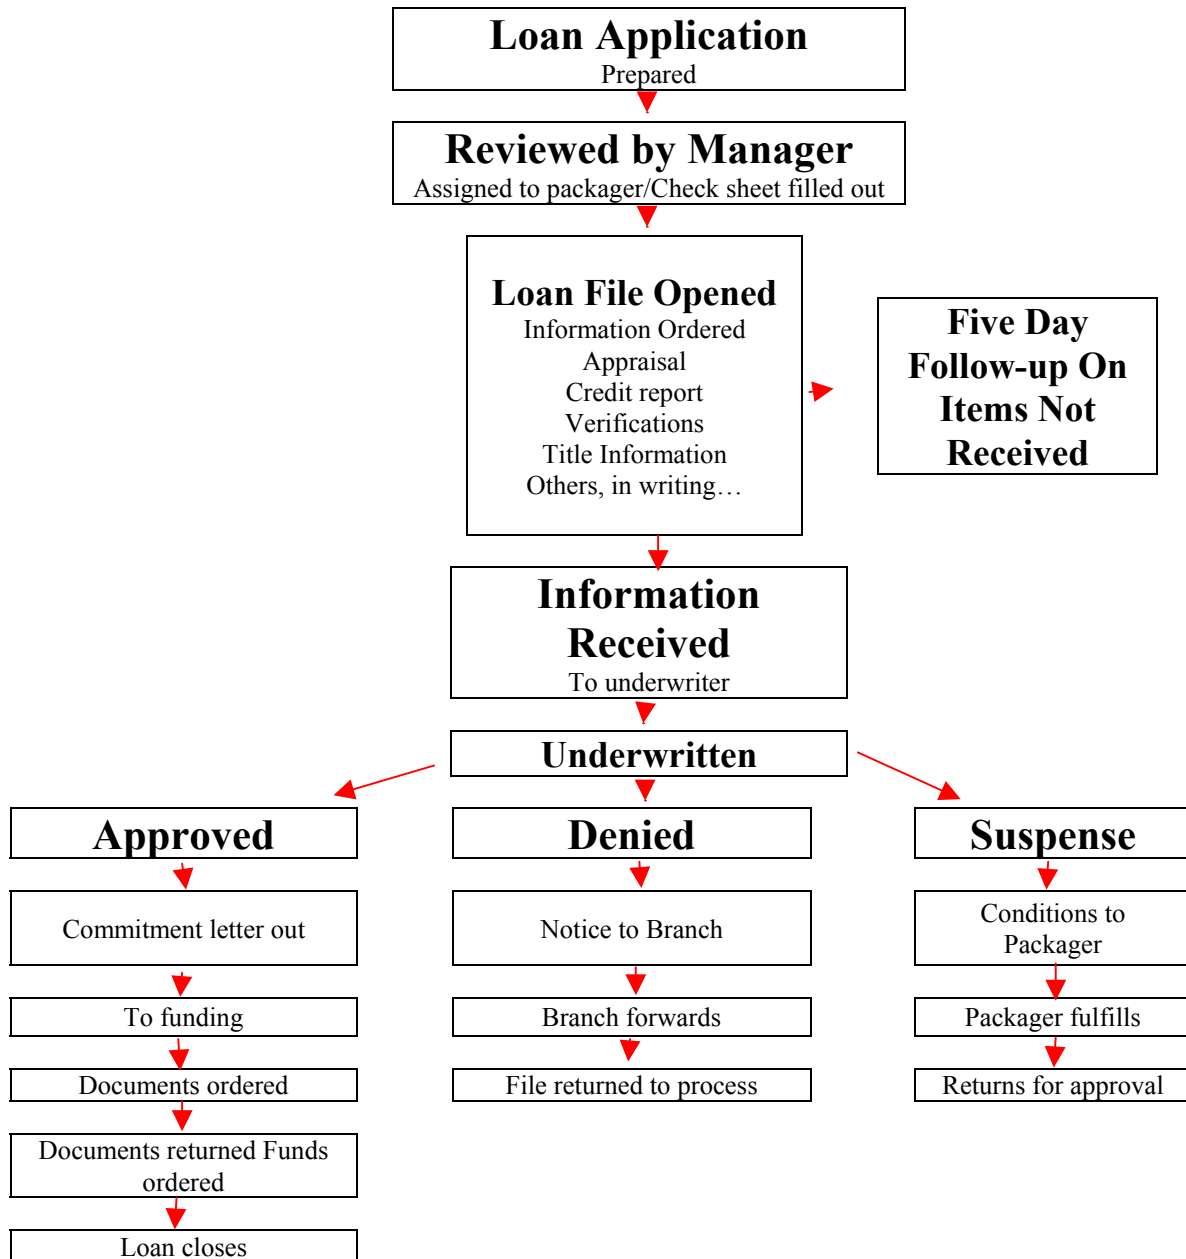 Loan Application
Prepared
Reviewed by Manager
Assigned to packager/Check sheet filled out
Loan File Opened
Information Ordered
Appraisal
Credit report
Verifications
Title Information
Others, in writing…
Five Day
Follow-up On
Items Not
Received
Information
Received
To underwriter
Underwritten
Approved
Denied
Suspense
Commitment letter out
Notice to Branch
Conditions to
Packager
To funding
Branch forwards
Packager fulfills
Documents ordered
File returned to process
Returns for approval
Documents returned Funds
ordered
Loan closes